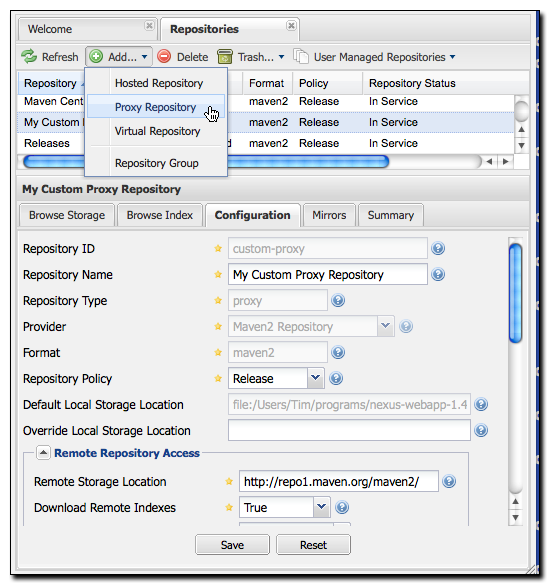 Welcome Repositories
Refresh Add... Delete Trash... User Managed Repositories
Repository Format Policy Repository Status
Hosted Repository
Maven Cent maven2 Release In Service
Proxy Repository
My Custom maven2 Release In Service
Virtual Repository
Releases d maven2 Release In Service
Repository Group
My Custom Proxy Repository
Browse Storage Browse Index Configuration Mirrors Summary
Repository ID custom-proxy
Repository Name My Custom Proxy Repository
Repository Type proxy
Provider Maven2 Repository
Format maven2
Repository Policy Release
Default Local Storage Location file:/Users/Tim/programs/nexus-webapp-1.4
Override Local Storage Location
Remote Repository Access
Remote Storage Location http://repo1.maven.org/maven2/
Download Remote Indexes True
Save Reset